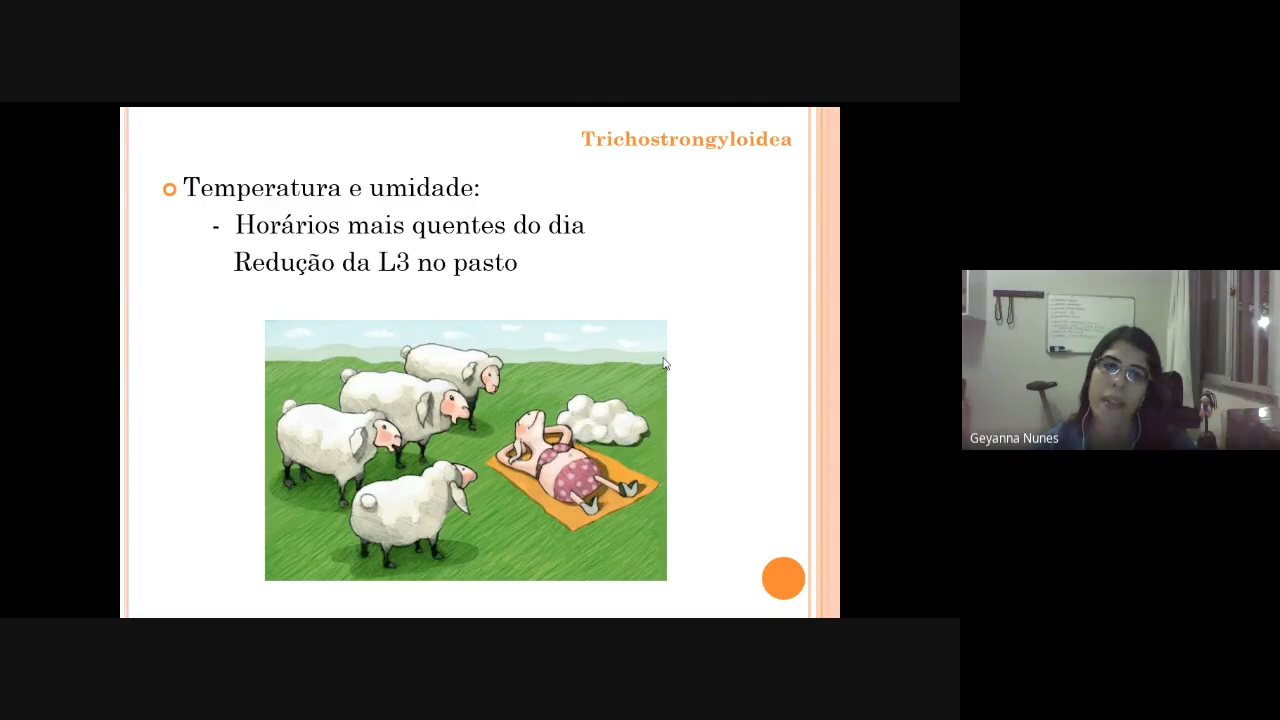 Trichostrongyloidea
Temperatura e umidade:
- Horários mais quentes do dia
Redução da L3 no pasto
Geyanna Nunes